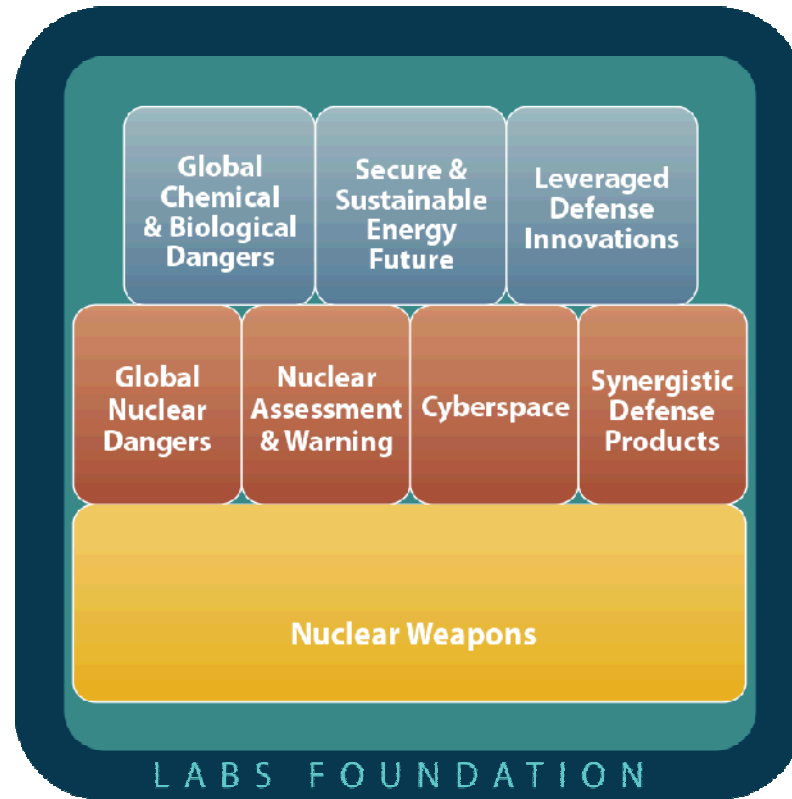 Global
Chemical
& Biological
Dangers
Secure &
Sustainable
Energy
Future
Leveraged
Defense
Innovations
Global
Nuclear
Dangers
Nuclear
Assessment
& Warning
Cyberspace
Synergistic
Defense
Products
Nuclear Weapons
LABS FOUNDATION